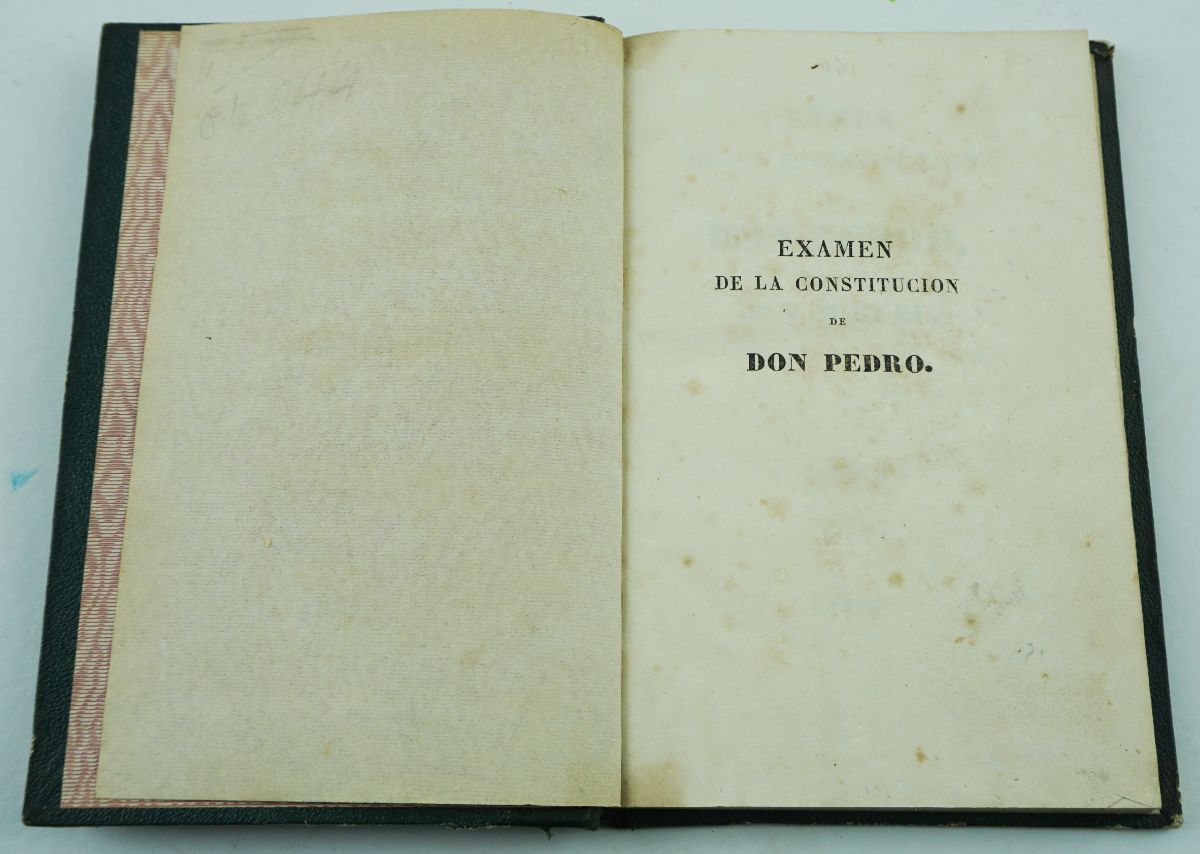 EXAMEN
DE LA CONSTITUCION
DE
DON PEDRO.